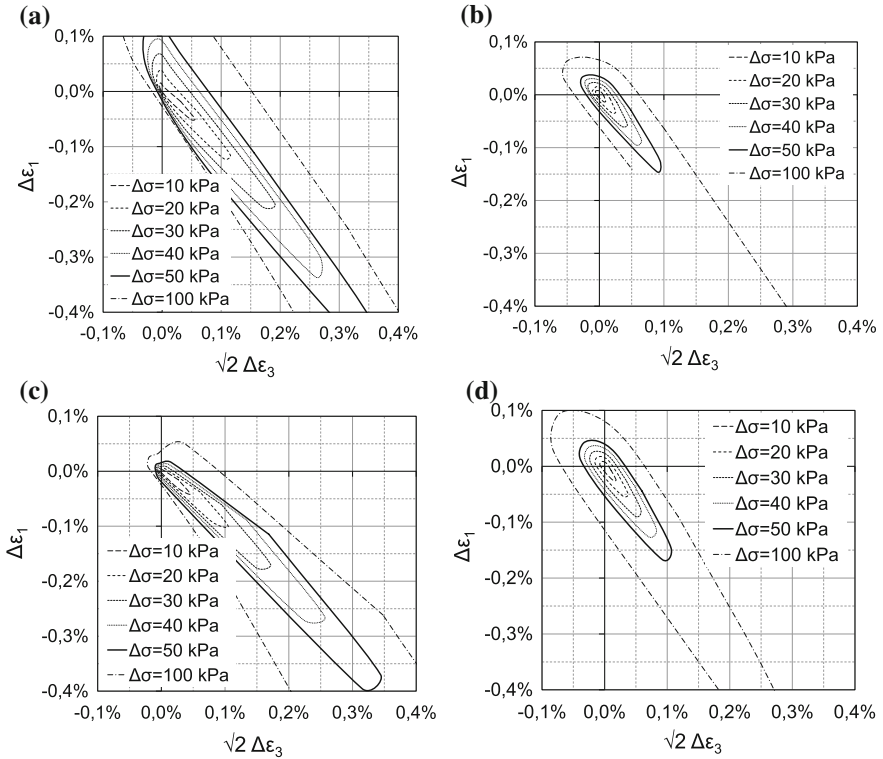 (a)
0,1%
0,0%
-0,1%
-0,2%
-0,3%
-0,4%
Δε1
Δσ=10 kPa
Δσ=20 kPa
Δσ=30 kPa
Δσ=40 kPa
Δσ=50 kPa
Δσ=100 kPa
-0,1% 0,0% 0,1% 0,2% 0,3% 0,4%
√2 Δε3
(b)
0,1%
0,0%
-0,1%
-0,2%
-0,3%
-0,4%
Δε1
Δσ=10 kPa
Δσ=20 kPa
Δσ=30 kPa
Δσ=40 kPa
Δσ=50 kPa
Δσ=100 kPa
-0,1% 0,0% 0,1% 0,2% 0,3% 0,4%
√2 Δε3
(c)
0,1%
0,0%
-0,1%
-0,2%
-0,3%
-0,4%
Δε1
Δσ=10 kPa
Δσ=20 kPa
Δσ=30 kPa
Δσ=40 kPa
Δσ=50 kPa
Δσ=100 kPa
-0,1% 0,0% 0,1% 0,2% 0,3% 0,4%
√2 Δε3
(d)
0,1%
0,0%
-0,1%
-0,2%
-0,3%
-0,4%
Δε1
Δσ=10 kPa
Δσ=20 kPa
Δσ=30 kPa
Δσ=40 kPa
Δσ=50 kPa
Δσ=100 kPa
-0,1% 0,0% 0,1% 0,2% 0,3% 0,4%
√2 Δε3